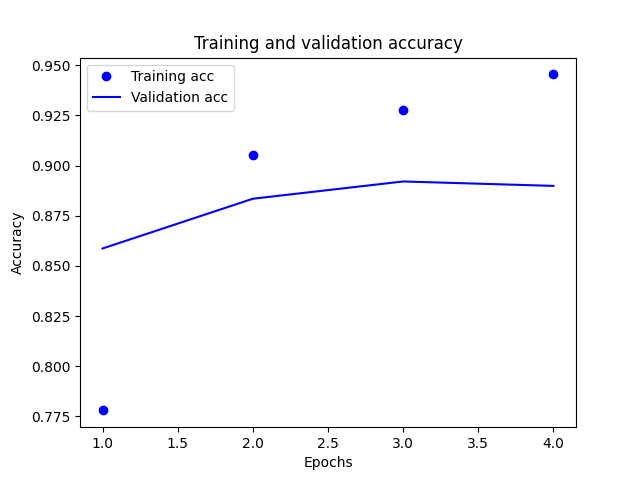 Training and validation accuracy
Training acc
Validation acc
0.950
0.925
0.900
0.875
0.850
0.825
0.800
0.775
Accuracy
1.0 1.5 2.0 2.5 3.0 3.5 4.0
Epochs